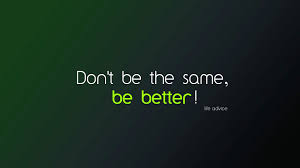 Don't be the same,
be better!
life advice